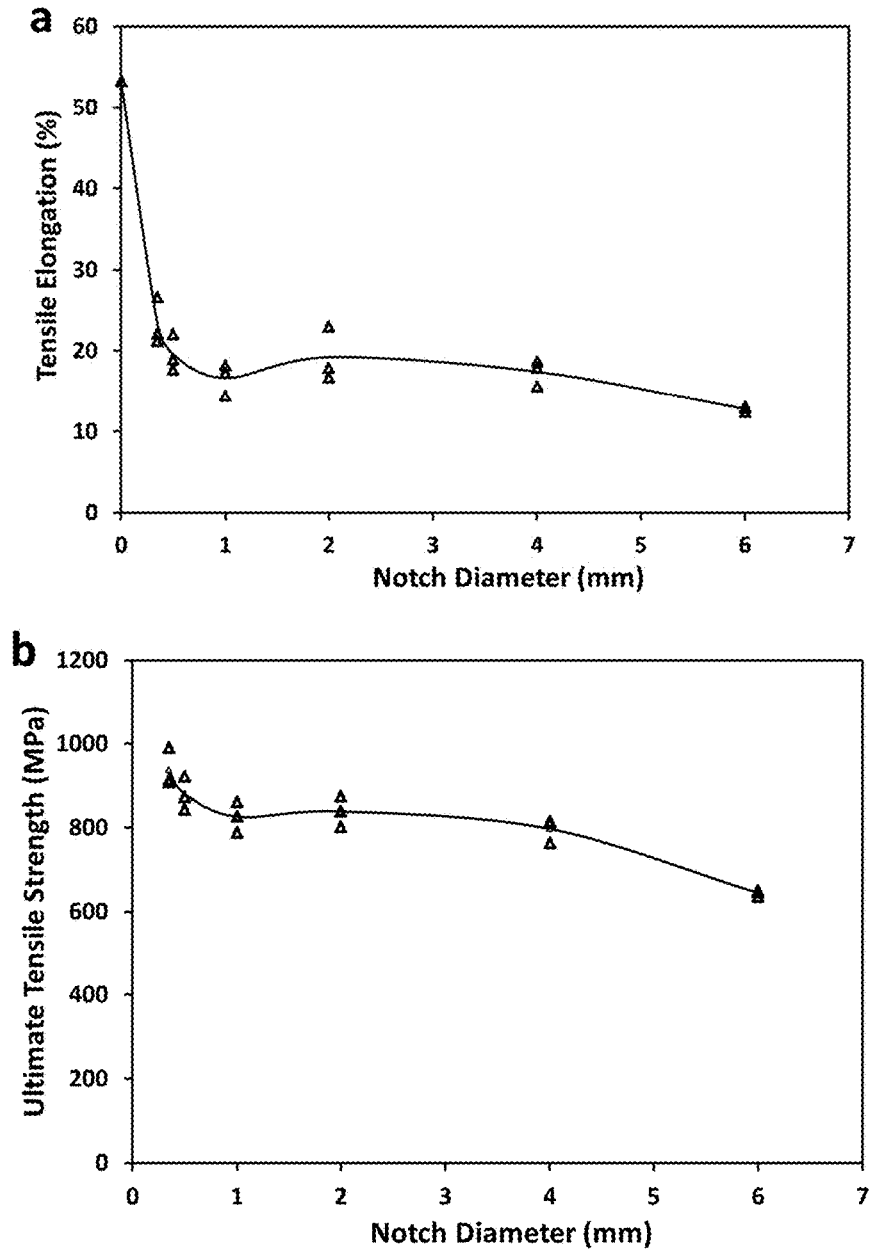 a
Tensile Elongation (%)
60
50
40
30
20
10
0
0 1 2 3 4 5 6 7
Notch Diameter (mm)
b
Ultimate Tensile Strength (MPa)
1200
1000
800
600
400
200
0
0 1 2 3 4 5 6 7
Notch Diameter (mm)